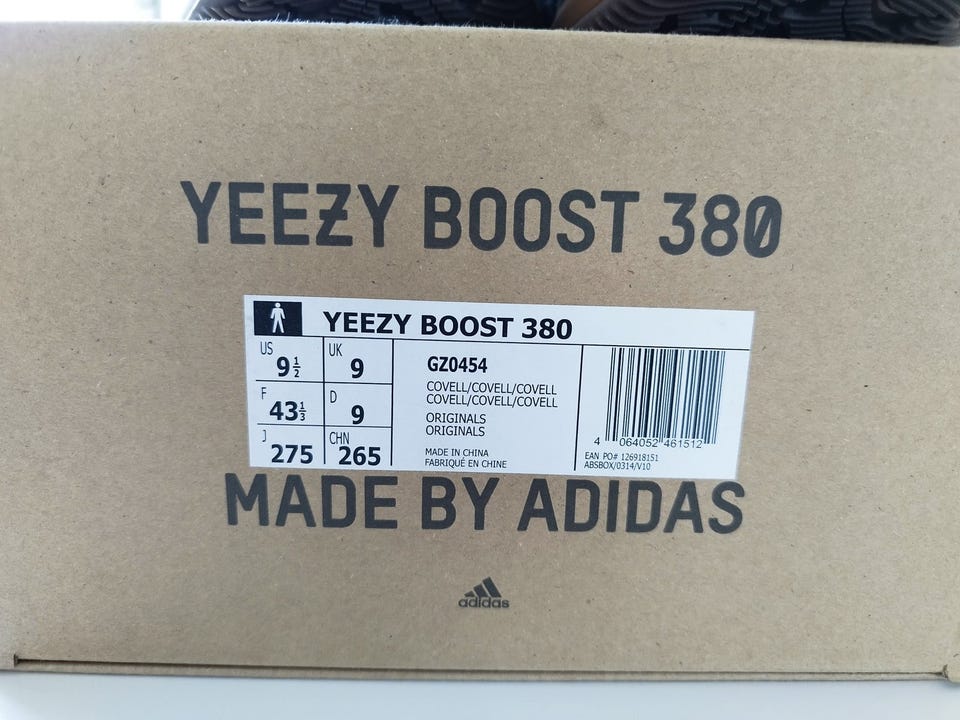 YEEZY BOOST 380
YEEZY BOOST 380
US 9½ UK 9
F 43⅓ D 9
J 275 CHN 265
GZ0454
COVELL/COVELL/COVELL
COVELL/COVELL/COVELL
ORIGINALS
ORIGINALS
MADE IN CHINA
FABRIQUÉ EN CHINE
4 064052 461512
EAN PO# 126918151
ABSBOX/0314/V10
MADE BY ADIDAS
adidas